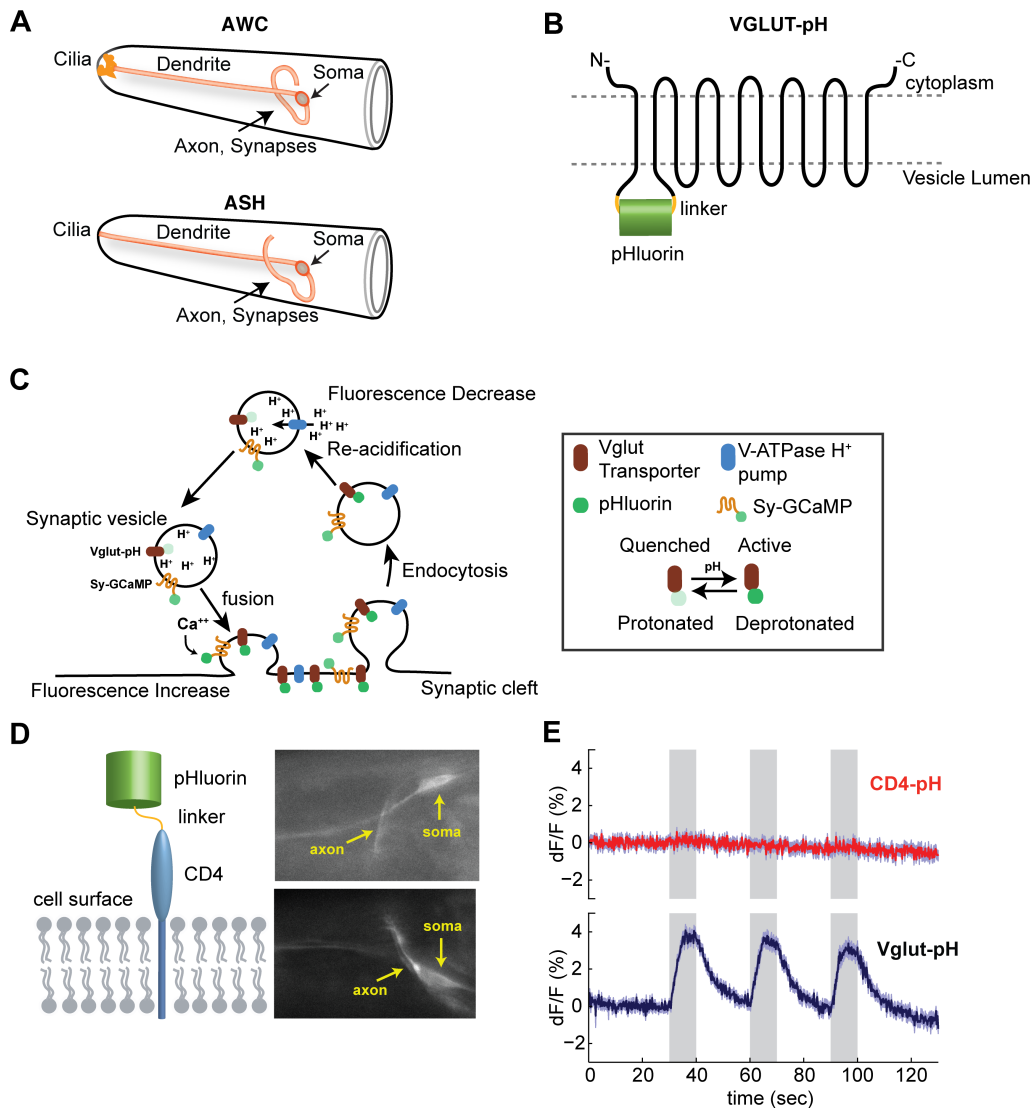 A
AWC
Cilia
Dendrite
Soma
Axon, Synapses
ASH
Cilia
Dendrite
Soma
Axon, Synapses
B
VGLUT-pH
N-
-C
cytoplasm
Vesicle Lumen
linker
pHluorin
C
Fluorescence Decrease
H+
H+
H+
H+
H+ H+
H+
H+
H+
Re-acidification
Synaptic vesicle
H+
Vglut-pH
H+ H+ H+
Sy-GCaMP
fusion
Endocytosis
Ca++
Fluorescence Increase
Synaptic cleft
Vglut
Transporter
V-ATPase H+
pump
pHluorin
Sy-GCaMP
Quenched
Active
pH
Protonated
Deprotonated
D
pHluorin
linker
CD4
cell surface
axon
soma
soma
axon
E
4
2
0
−2
dF/F (%)
CD4-pH
4
2
0
−2
dF/F (%)
Vglut-pH
0 20 40 60 80 100 120
time (sec)